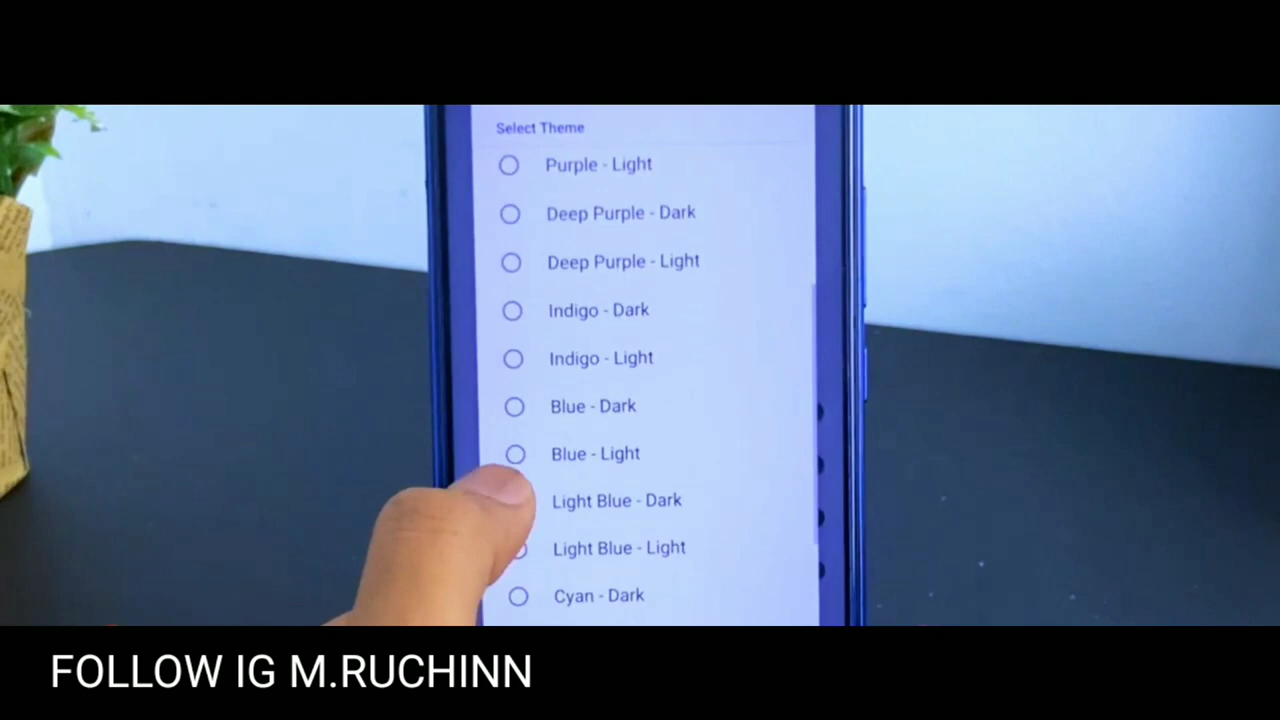 Select Theme
Purple - Light
Deep Purple - Dark
Deep Purple - Light
Indigo - Dark
Indigo - Light
Blue - Dark
Blue - Light
Light Blue - Dark
Light Blue - Light
Cyan - Dark
FOLLOW IG M.RUCHINN